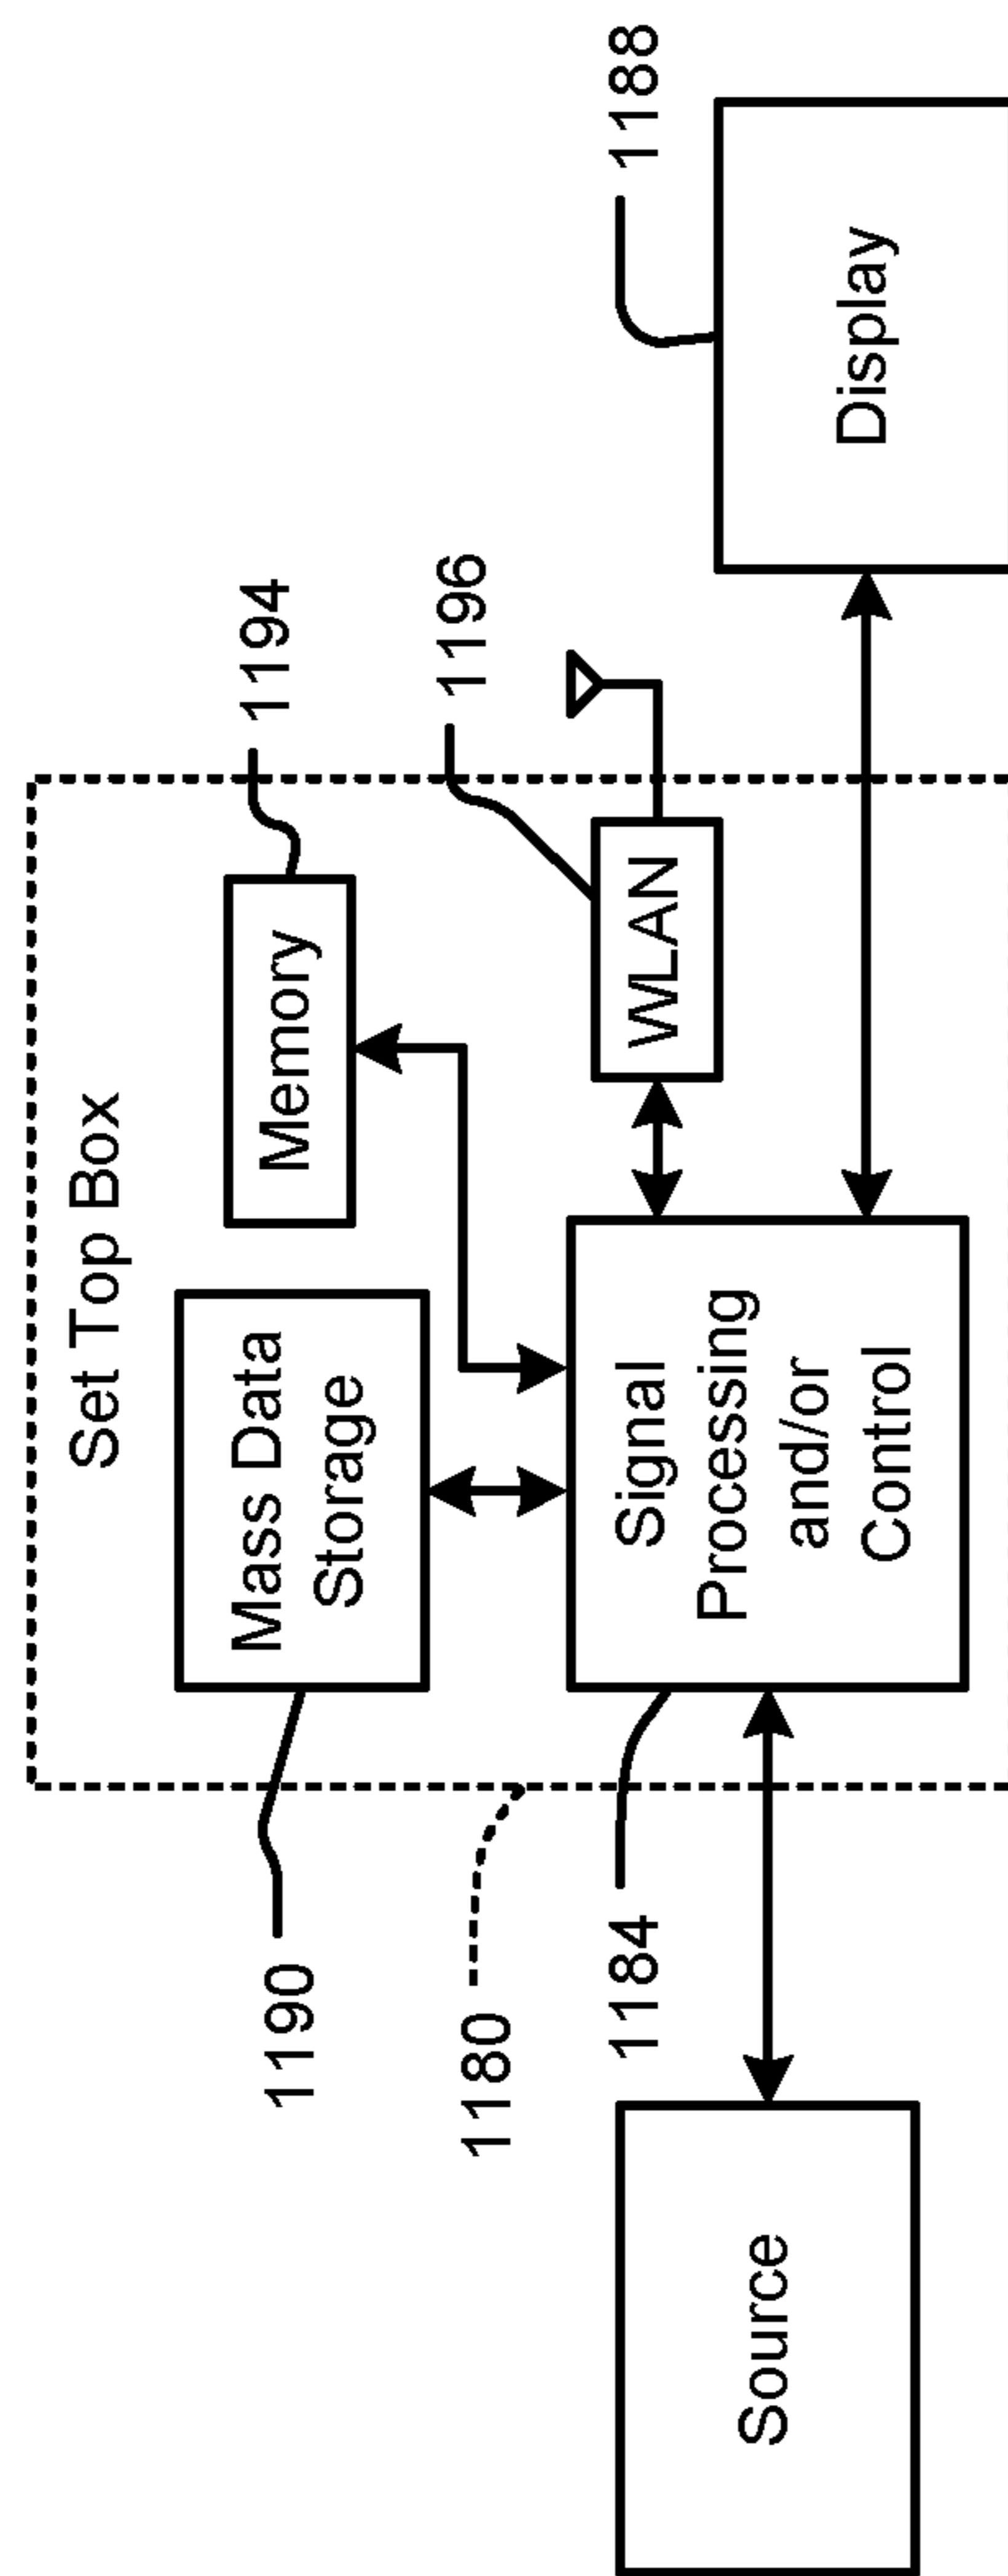 Set Top Box
1190
Mass Data
Storage
Memory
1194
1180
1196
1184
Signal
Processing
and/or
Control
WLAN
1188
Source
Display